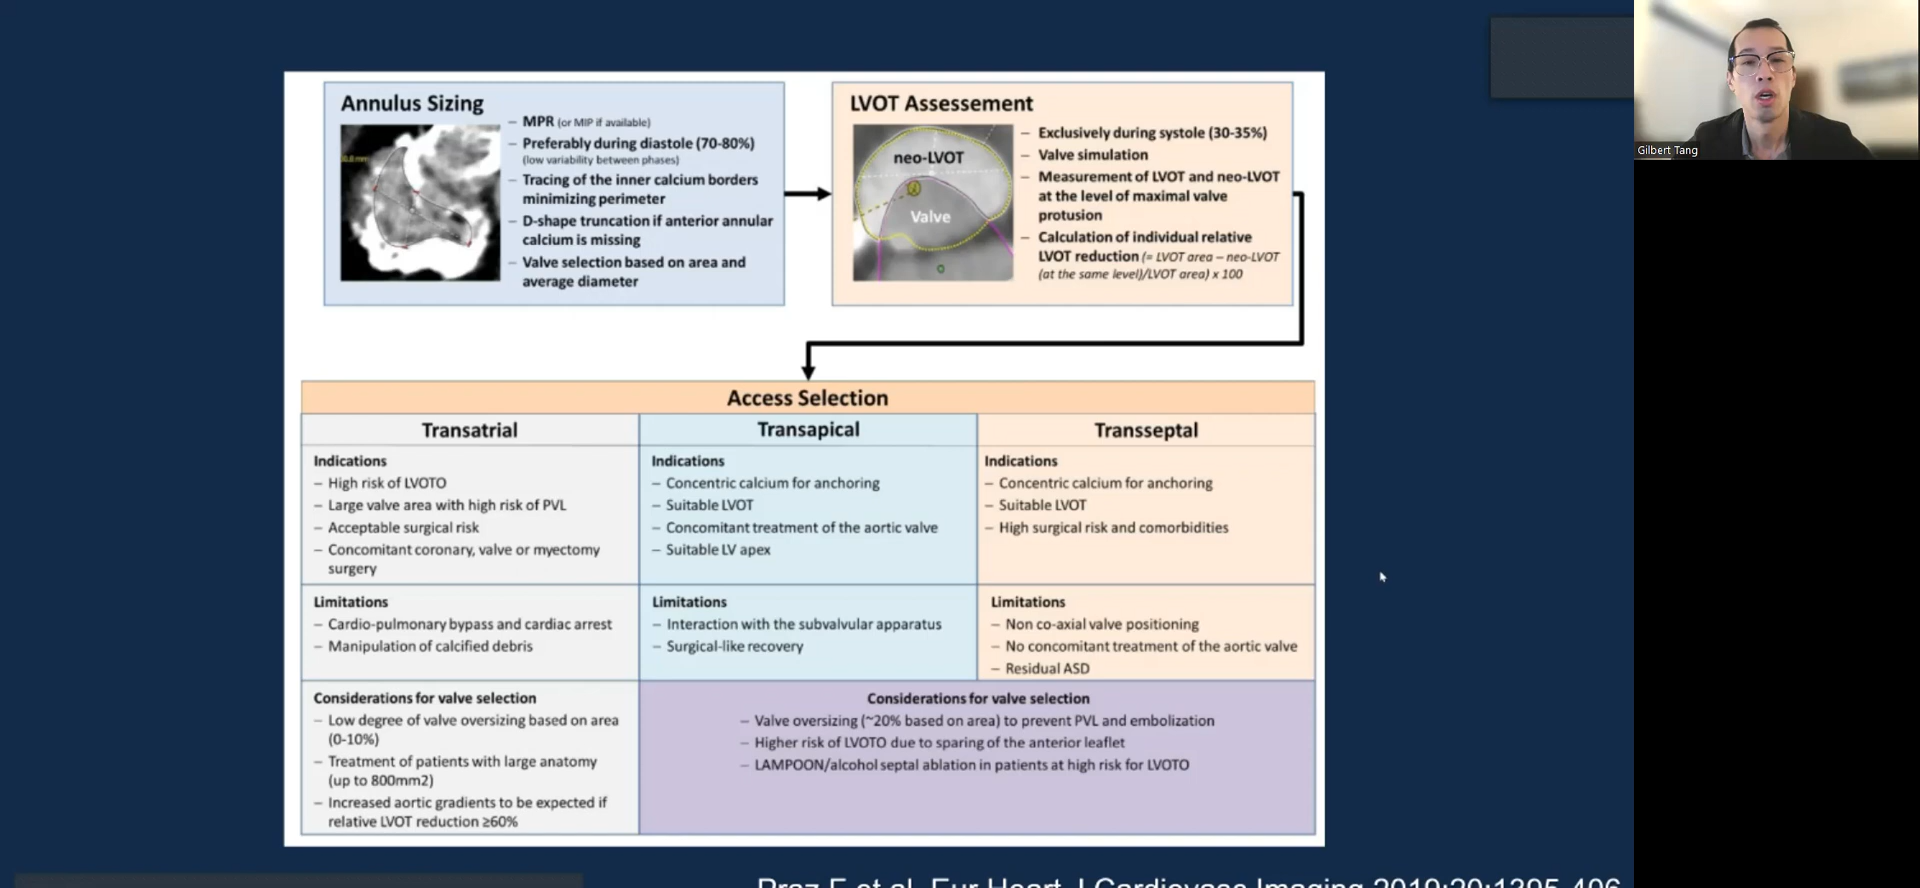 Annulus Sizing
– MPR (or MIP if available)
– Preferably during diastole (70-80%)
(low variability between phases)
– Tracing of the inner calcium borders
minimizing perimeter
– D-shape truncation if anterior annular
calcium is missing
– Valve selection based on area and
average diameter
LVOT Assessement
neo-LVOT
Valve
– Exclusively during systole (30-35%)
– Valve simulation
– Measurement of LVOT and neo-LVOT
at the level of maximal valve
protusion
– Calculation of individual relative
LVOT reduction (= LVOT area – neo-LVOT
(at the same level)/LVOT area) x 100
Access Selection
Transatrial
Indications
– High risk of LVOTO
– Large valve area with high risk of PVL
– Acceptable surgical risk
– Concomitant coronary, valve or myectomy
surgery
Limitations
– Cardio-pulmonary bypass and cardiac arrest
– Manipulation of calcified debris
Considerations for valve selection
– Low degree of valve oversizing based on area
(0-10%)
– Treatment of patients with large anatomy
(up to 800mm2)
– Increased aortic gradients to be expected if
relative LVOT reduction ≥60%
Transapical
Indications
– Concentric calcium for anchoring
– Suitable LVOT
– Concomitant treatment of the aortic valve
– Suitable LV apex
Limitations
– Interaction with the subvalvular apparatus
– Surgical-like recovery
Transseptal
Indications
– Concentric calcium for anchoring
– Suitable LVOT
– High surgical risk and comorbidities
Limitations
– Non co-axial valve positioning
– No concomitant treatment of the aortic valve
– Residual ASD
Considerations for valve selection
– Valve oversizing (~20% based on area) to prevent PVL and embolization
– Higher risk of LVOTO due to sparing of the anterior leaflet
– LAMPOON/alcohol septal ablation in patients at high risk for LVOTO
Praz F et al. Eur Heart J Cardiovasc Imaging 2019;20:1395-406
Gilbert Tang